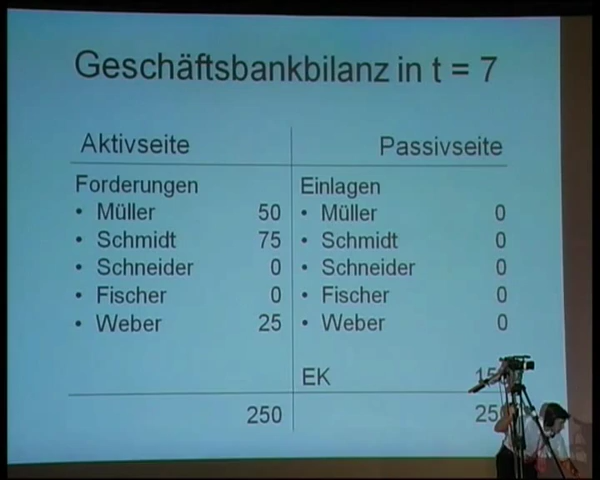 Geschäftsbankbilanz in t = 7
Aktivseite Passivseite
Forderungen Einlagen
• Müller 50 • Müller 0
• Schmidt 75 • Schmidt 0
• Schneider 0 • Schneider 0
• Fischer 0 • Fischer 0
• Weber 25 • Weber 0
EK
250